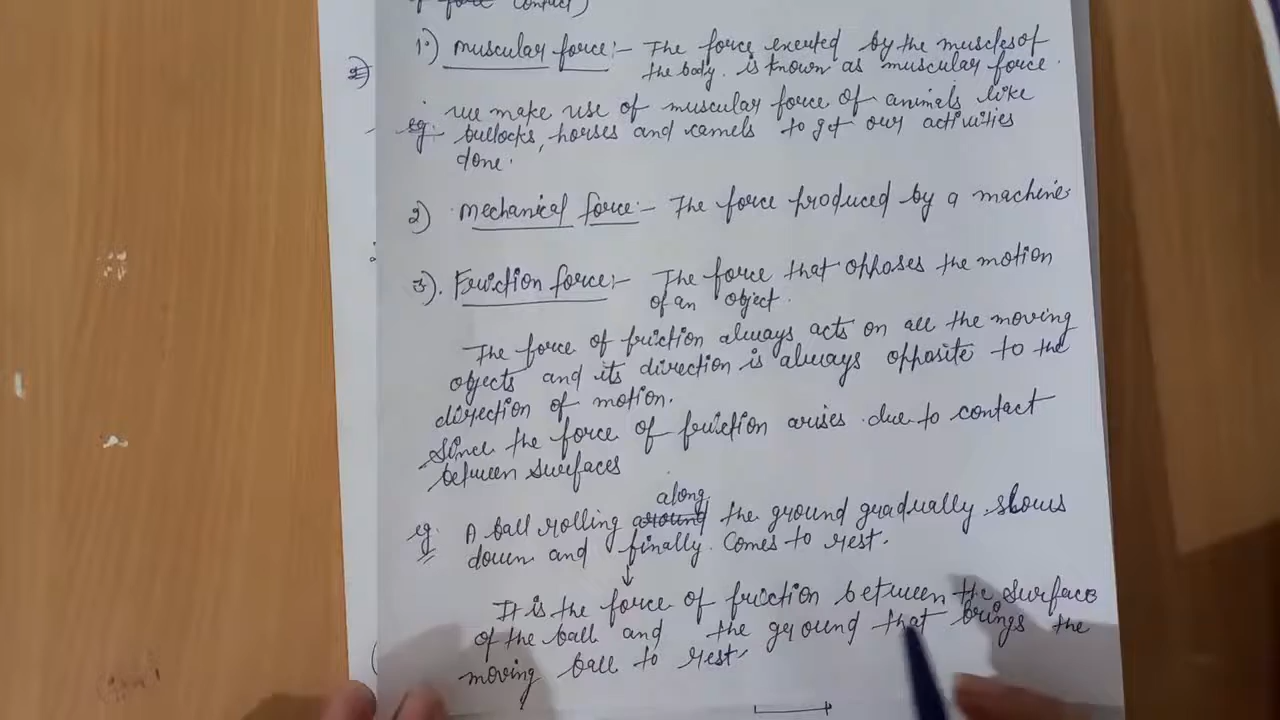 of force contact)
1.) muscular force:- The force exerted by the muscles of
the body. is known as muscular force.
we make use of muscular force of animals like
eg: bullocks, horses and camels to get our activities
done.
2) Mechanical force:- The force produced by a machine.
3). Friction force:- The force that opposes the motion
of an object.
The force of friction always acts on all the moving
objects and its direction is always opposite to the
direction of motion.
Since the force of friction arises due to contact
between surfaces
along
eg: A ball rolling around the ground gradually slows
down and finally. Comes to rest.
It is the force of friction between the surface
of the ball and the ground that brings the
moving ball to rest.